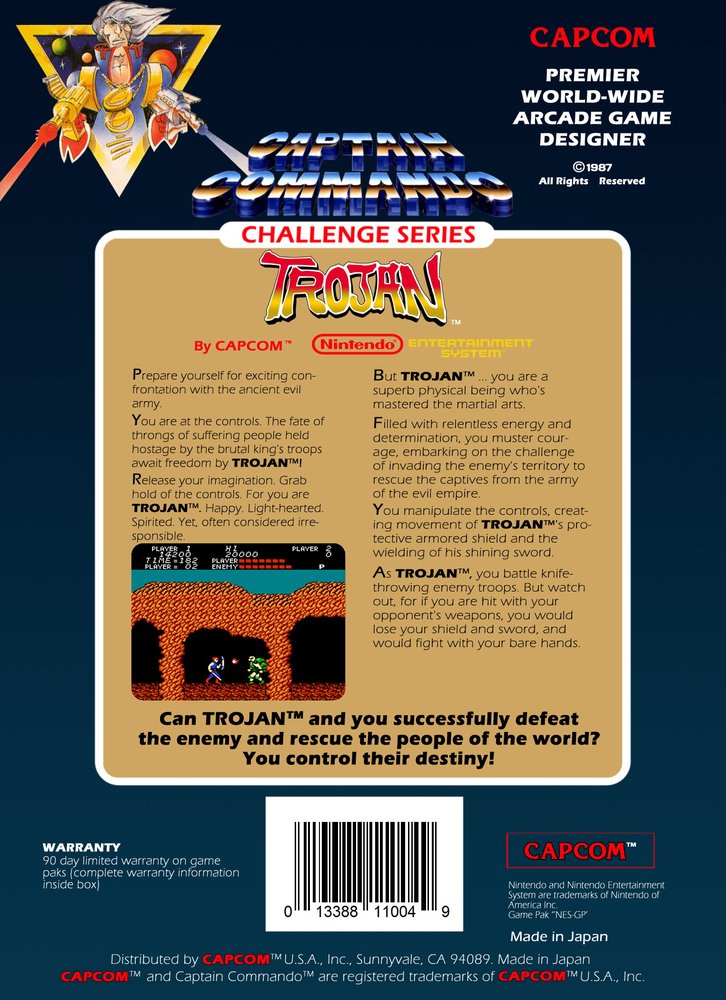 CAPCOM
PREMIER
WORLD-WIDE
ARCADE GAME
DESIGNER
©1987
All Rights Reserved
CAPTAIN
COMMANDO
CHALLENGE SERIES
TROJAN™
By CAPCOM™ Nintendo® ENTERTAINMENT
SYSTEM®
Prepare yourself for exciting con-
frontation with the ancient evil
army.
You are at the controls. The fate of
throngs of suffering people held
hostage by the brutal king's troops
await freedom by TROJAN™!
Release your imagination. Grab
hold of the controls. For you are
TROJAN™. Happy. Light-hearted.
Spirited. Yet, often considered irre-
sponsible.
PLAYER 1 HI PLAYER 2
14200 20000 0
TIME=182 PLAYER
PLAYER= 02 ENEMY P
But TROJAN™ ... you are a
superb physical being who's
mastered the martial arts.
Filled with relentless energy and
determination, you muster cour-
age, embarking on the challenge
of invading the enemy's territory to
rescue the captives from the army
of the evil empire.
You manipulate the controls, creat-
ing movement of TROJAN™'s pro-
tective armored shield and the
wielding of his shining sword.
As TROJAN™, you battle knife-
throwing enemy troops. But watch
out, for if you are hit with your
opponent's weapons, you would
lose your shield and sword, and
would fight with your bare hands.
Can TROJAN™ and you successfully defeat
the enemy and rescue the people of the world?
You control their destiny!
WARRANTY
90 day limited warranty on game
paks (complete warranty information
inside box)
0 13388 11004 9
CAPCOM™
Nintendo and Nintendo Entertainment
System are trademarks of Nintendo of
America Inc.
Game Pak "NES-GP"
Made in Japan
Distributed by CAPCOM™ U.S.A., Inc., Sunnyvale, CA 94089. Made in Japan
CAPCOM™ and Captain Commando™ are registered trademarks of CAPCOM™ U.S.A., Inc.